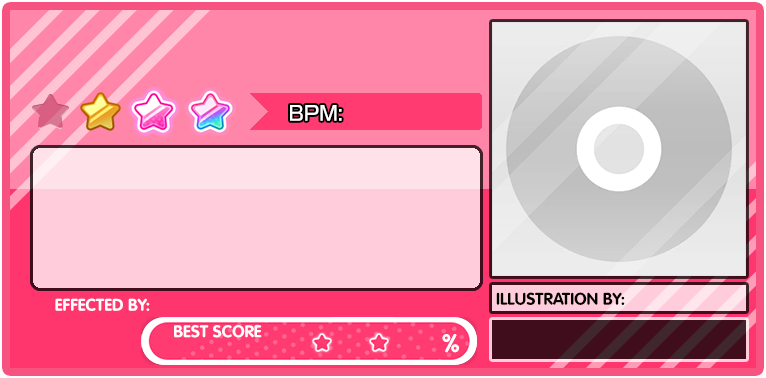 BPM:
EFFECTED BY:
ILLUSTRATION BY:
BEST SCORE
%